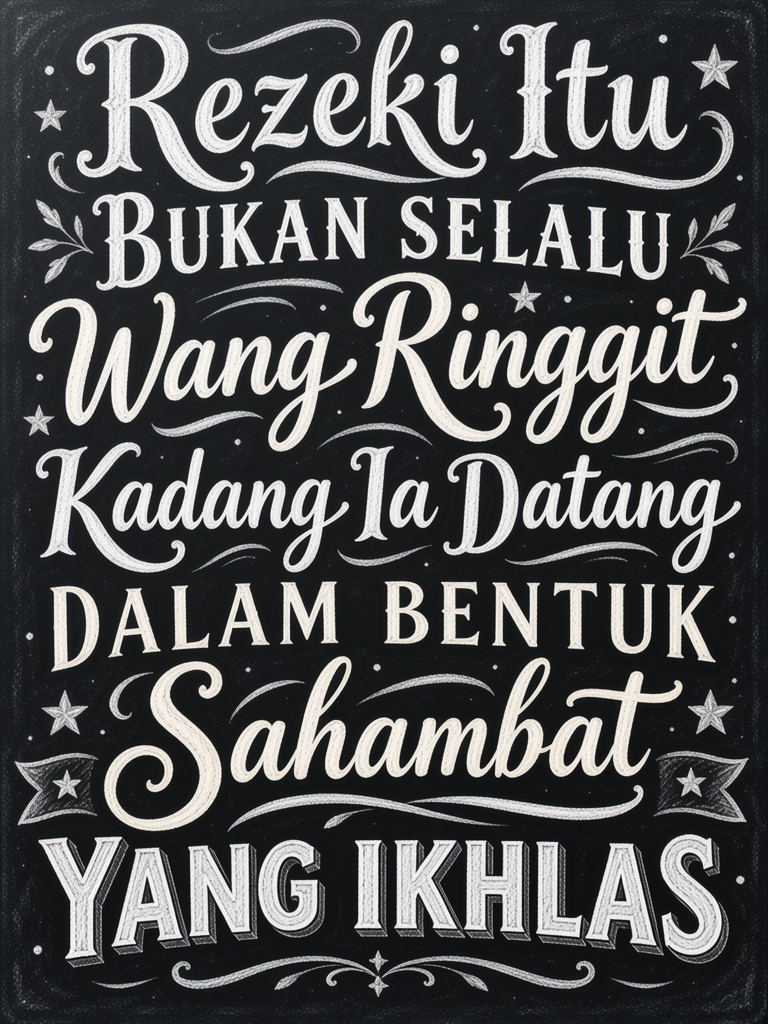 Rezeki Itu
BUKAN SELALU
Wang Ringgit
Kadang Ia Datang
DALAM BENTUK
Sahambat
YANG IKHLAS